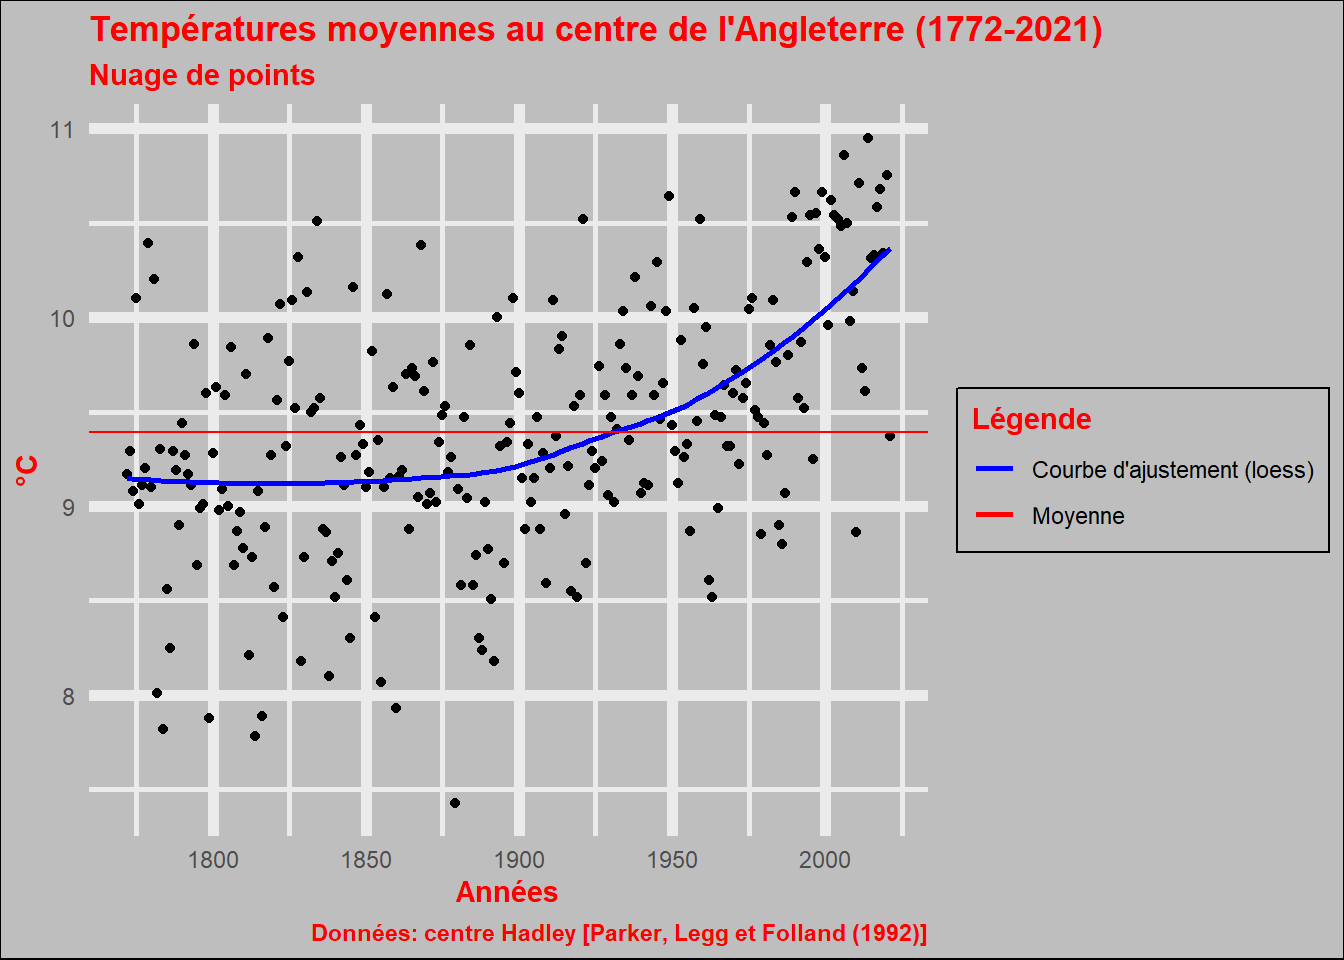 Températures moyennes au centre de l'Angleterre (1772-2021)
Nuage de points
11
10
9
8
°C
1800 1850 1900 1950 2000
Années
Données: centre Hadley [Parker, Legg et Folland (1992)]
Légende
Courbe d'ajustement (loess)
Moyenne